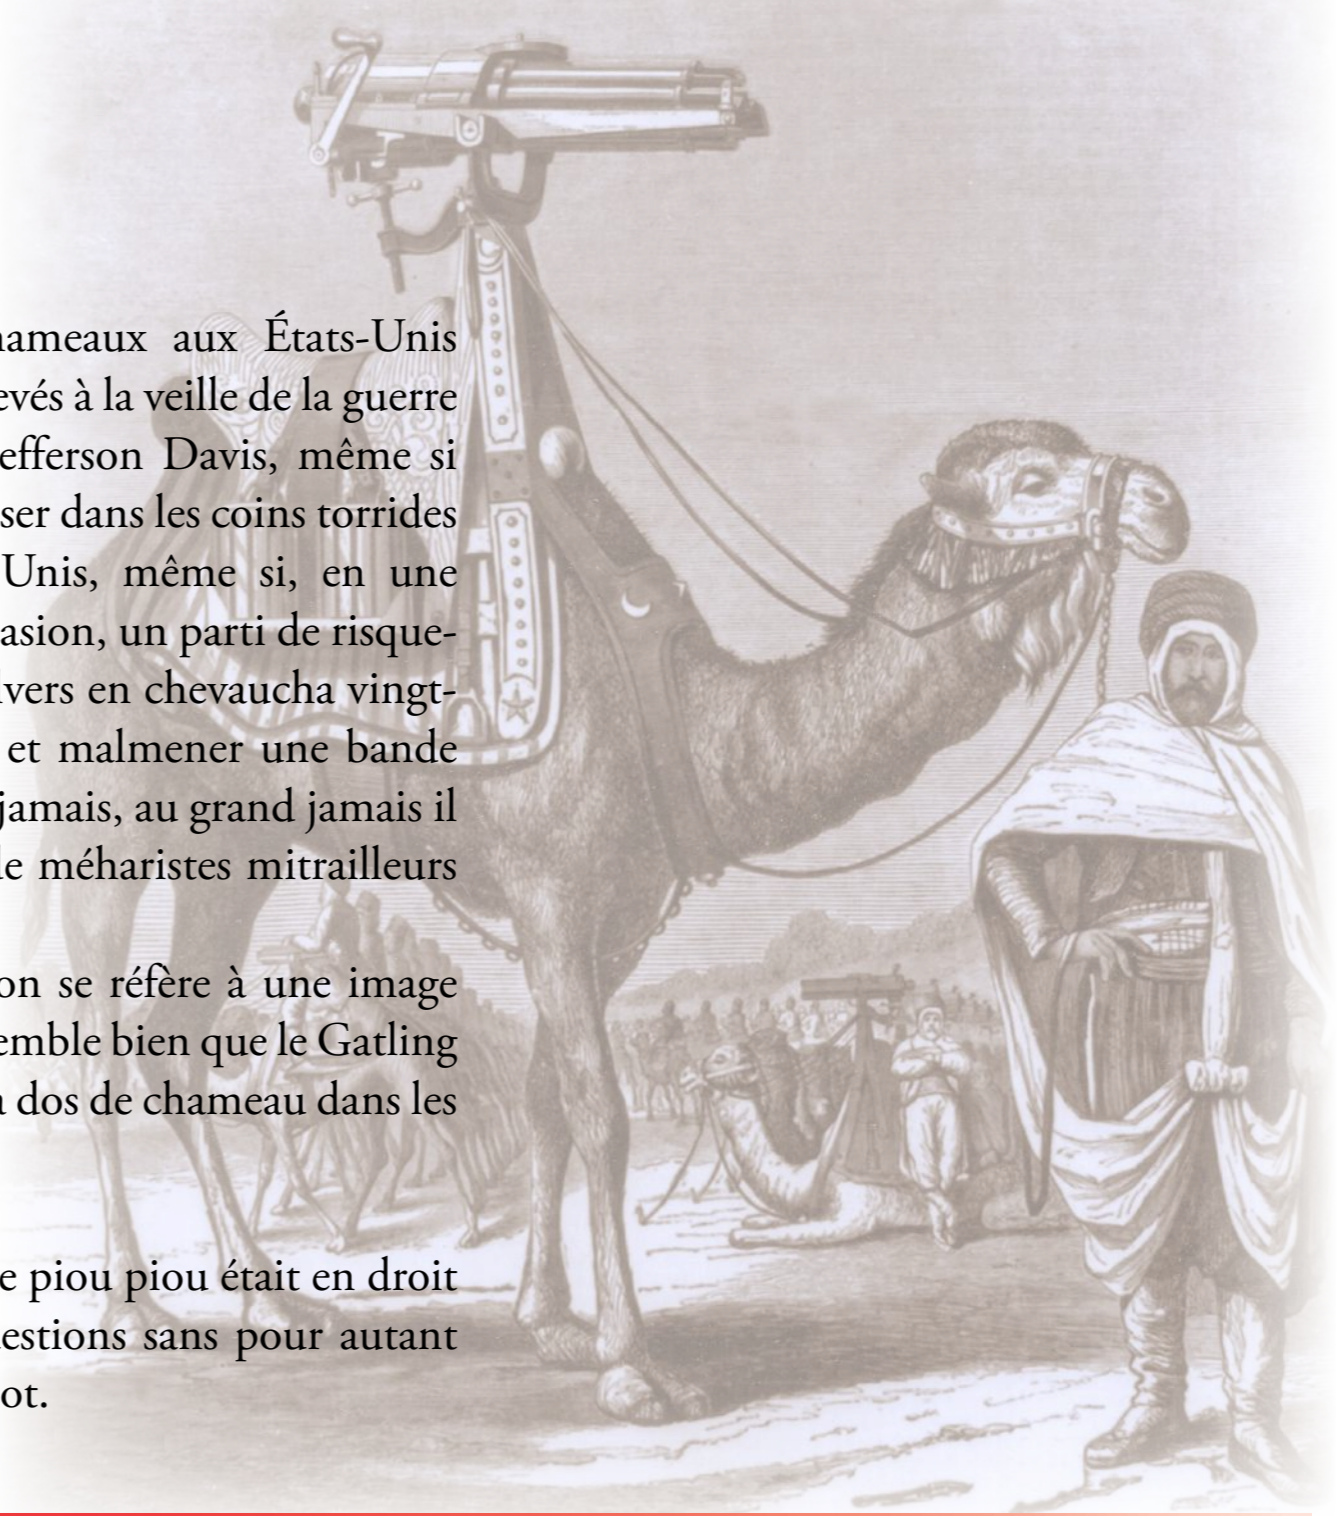 hameaux aux États-Unis
evés à la veille de la guerre
efferson Davis, même si
ser dans les coins torrides
Unis, même si, en une
asion, un parti de risque-
lvers en chevaucha vingt-
et malmener une bande
jamais, au grand jamais il
de méharistes mitrailleurs
on se réfère à une image
emble bien que le Gatling
à dos de chameau dans les
e piou piou était en droit
estions sans pour autant
ot.